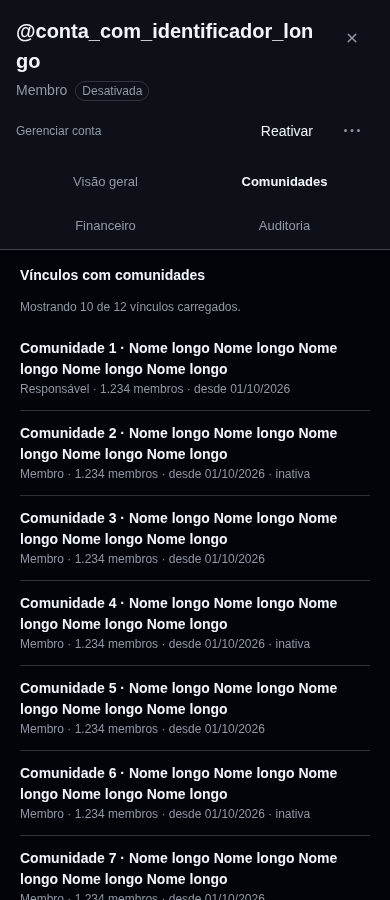 @conta_com_identificador_lon
go
Membro Desativada
Gerenciar conta Reativar
Visão geral Comunidades
Financeiro Auditoria
Vínculos com comunidades
Mostrando 10 de 12 vínculos carregados.
Comunidade 1 · Nome longo Nome longo Nome
longo Nome longo Nome longo
Responsável · 1.234 membros · desde 01/10/2026
Comunidade 2 · Nome longo Nome longo Nome
longo Nome longo Nome longo
Membro · 1.234 membros · desde 01/10/2026 · inativa
Comunidade 3 · Nome longo Nome longo Nome
longo Nome longo Nome longo
Membro · 1.234 membros · desde 01/10/2026
Comunidade 4 · Nome longo Nome longo Nome
longo Nome longo Nome longo
Membro · 1.234 membros · desde 01/10/2026 · inativa
Comunidade 5 · Nome longo Nome longo Nome
longo Nome longo Nome longo
Membro · 1.234 membros · desde 01/10/2026
Comunidade 6 · Nome longo Nome longo Nome
longo Nome longo Nome longo
Membro · 1.234 membros · desde 01/10/2026 · inativa
Comunidade 7 · Nome longo Nome longo Nome
longo Nome longo Nome longo
Membro · 1.234 membros · desde 01/10/2026